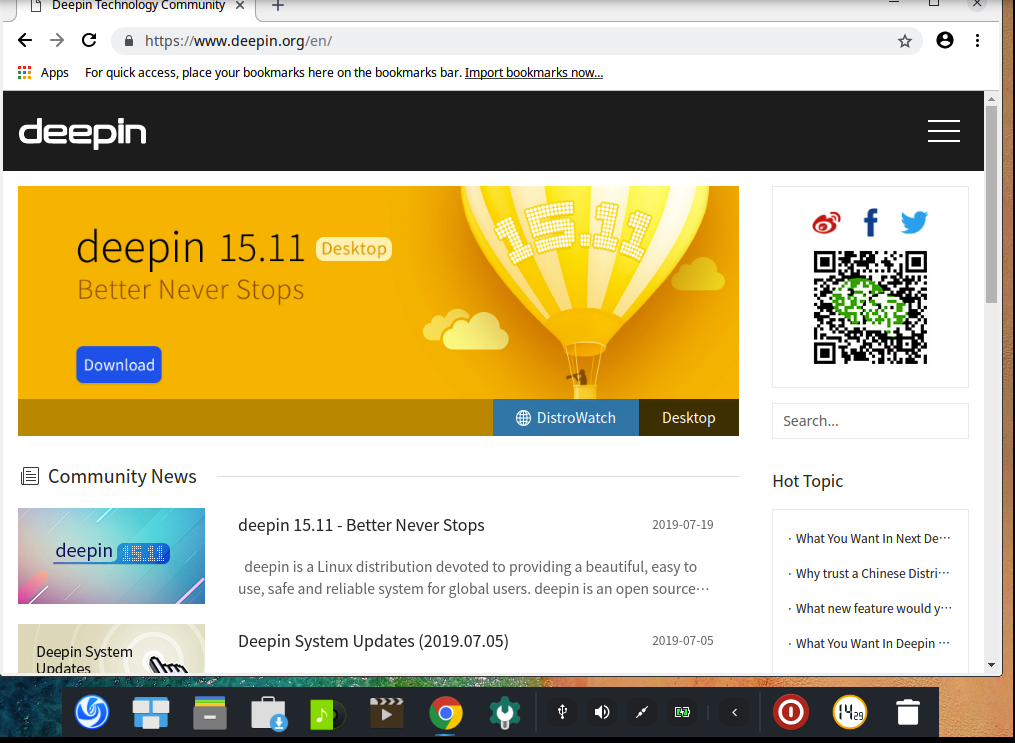 Deepin Technology Community
https://www.deepin.org/en/
Apps For quick access, place your bookmarks here on the bookmarks bar. Import bookmarks now...
deepin
deepin 15.11 Desktop
Better Never Stops
15.11
Download
DistroWatch Desktop
Search...
Community News
Hot Topic
deepin 15.11
deepin 15.11 - Better Never Stops 2019-07-19
deepin is a Linux distribution devoted to providing a beautiful, easy to
use, safe and reliable system for global users. deepin is an open source···
Deepin System
Updates
Deepin System Updates (2019.07.05) 2019-07-05
· What You Want In Next De···
· Why trust a Chinese Distri···
· What new feature would y···
· What You Want In Deepin ···
14 29